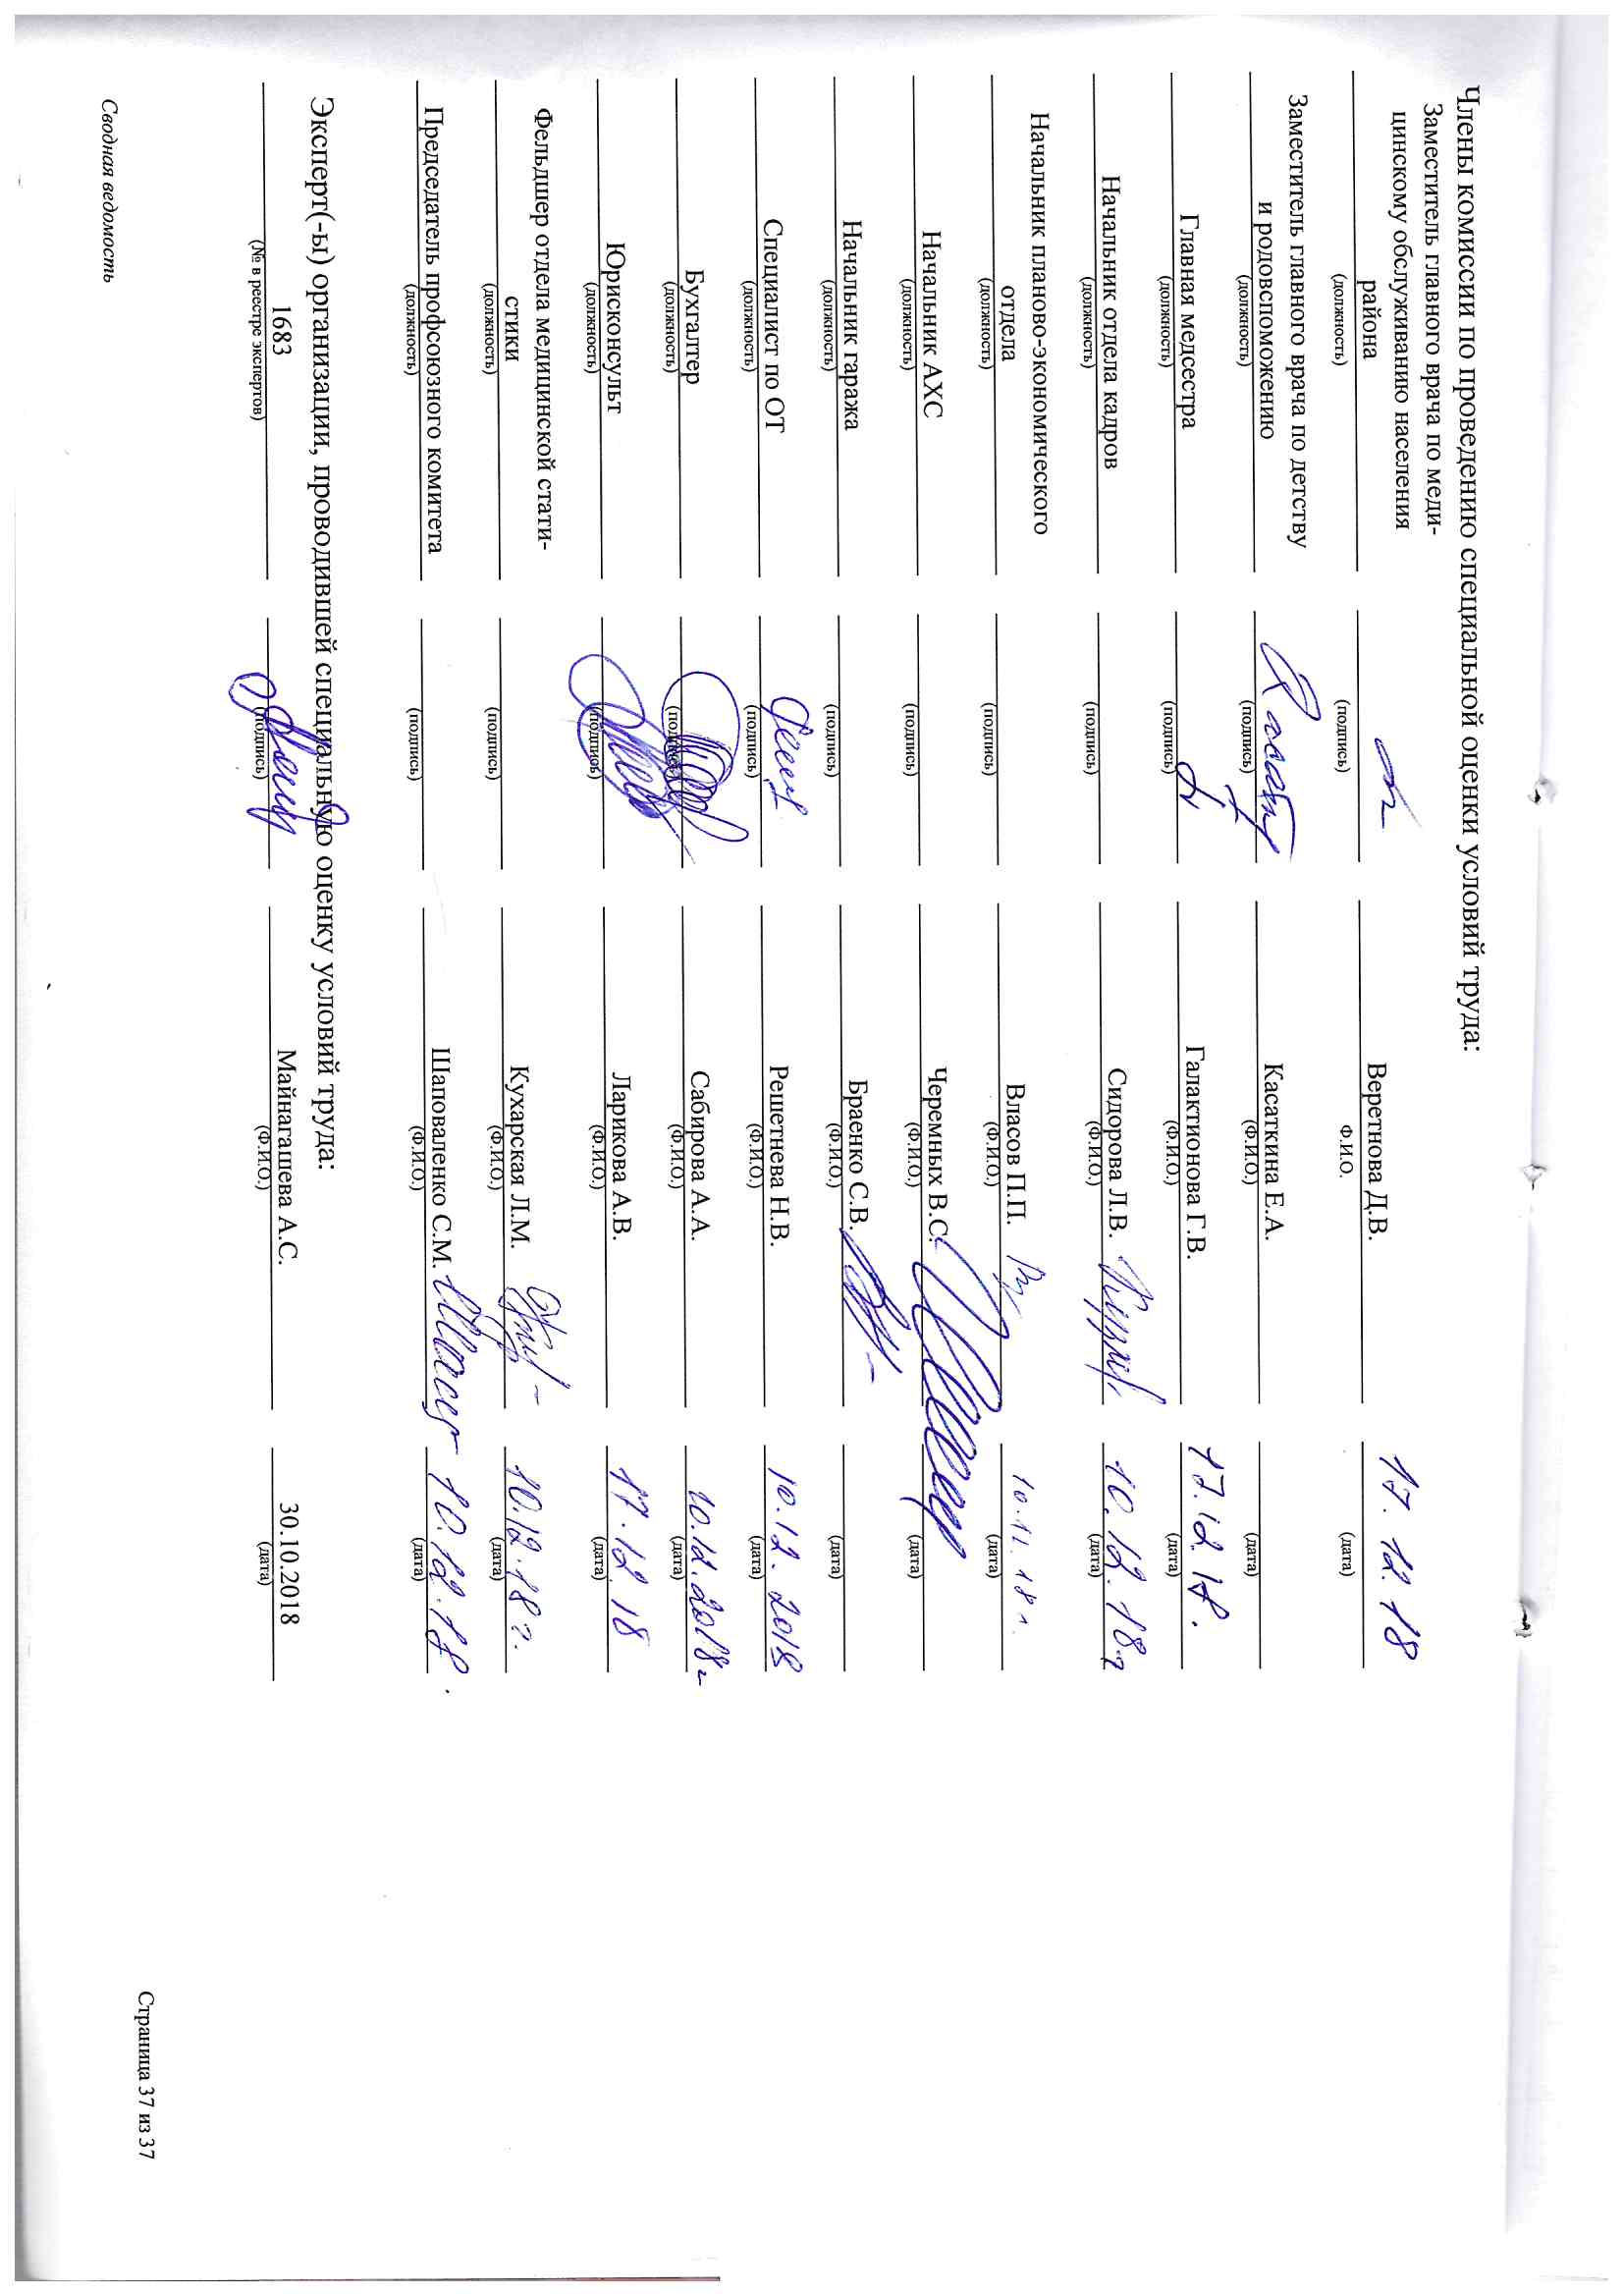 Члены комиссии по проведению специальной оценки условий труда:
Заместитель главного врача по меди-
цинскому обслуживанию населения
района Веретнова Д.В. 17.12.18
(должность) (подпись) Ф.И.О. (дата)
Заместитель главного врача по детству
и родовспоможению Касаткина Е.А.
(должность) (подпись) (Ф.И.О.) (дата)
Главная медсестра Галактионова Г.В. 17.12.18.
(должность) (подпись) (Ф.И.О.) (дата)
Начальник отдела кадров Сидорова Л.В. 10.12.18г
(должность) (подпись) (Ф.И.О.) (дата)
Начальник планово-экономического
отдела Власов П.П.
(должность) (подпись) (Ф.И.О.) (дата)
Начальник АХС Черемных В.С.
(должность) (подпись) (Ф.И.О.) (дата)
Начальник гаража Браенко С.В.
(должность) (подпись) (Ф.И.О.) (дата)
Специалист по ОТ Решетнева Н.В. 10.12.2018
(должность) (подпись) (Ф.И.О.) (дата)
Бухгалтер Сабирова А.А. 10.12.2018г
(должность) (подпись) (Ф.И.О.) (дата)
Юрисконсульт Ларикова А.В. 17.12.18
(должность) (подпись) (Ф.И.О.) (дата)
Фельдшер отдела медицинской стати-
стики Кухарская Л.М. 10.12.18г.
(должность) (подпись) (Ф.И.О.) (дата)
Председатель профсоюзного комитета Шаповаленко С.М. 10.12.18.
(должность) (подпись) (Ф.И.О.) (дата)
Эксперт(-ы) организации, проводившей специальную оценку условий труда:
1683 Майнагашева А.С. 30.10.2018
(№ в реестре экспертов) (подпись) (Ф.И.О.) (дата)
Сводная ведомость
Страница 37 из 37